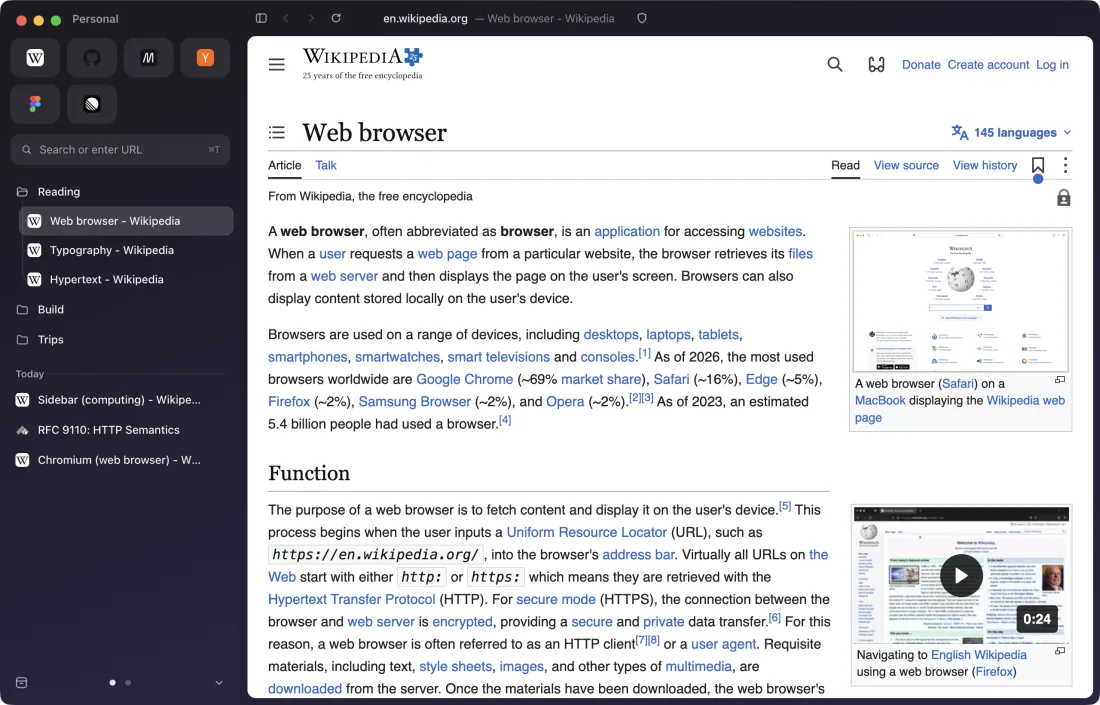 Personal
en.wikipedia.org — Web browser - Wikipedia
Search or enter URL ⌘T
Reading
Web browser - Wikipedia
Typography - Wikipedia
Hypertext - Wikipedia
Build
Trips
Today
Sidebar (computing) - Wikipe...
RFC 9110: HTTP Semantics
Chromium (web browser) - W...
WIKIPEDIA 25
25 years of the free encyclopedia
Donate Create account Log in
Web browser
145 languages
Article Talk
Read View source View history
From Wikipedia, the free encyclopedia
A web browser, often abbreviated as browser, is an application for accessing websites.
When a user requests a web page from a particular website, the browser retrieves its files
from a web server and then displays the page on the user's screen. Browsers can also
display content stored locally on the user's device.
Browsers are used on a range of devices, including desktops, laptops, tablets,
smartphones, smartwatches, smart televisions and consoles.[1] As of 2026, the most used
browsers worldwide are Google Chrome (~69% market share), Safari (~16%), Edge (~5%),
Firefox (~2%), Samsung Browser (~2%), and Opera (~2%).[2][3] As of 2023, an estimated
5.4 billion people had used a browser.[4]
WIKIPEDIA
A web browser (Safari) on a
MacBook displaying the Wikipedia web
page
Function
The purpose of a web browser is to fetch content and display it on the user's device.[5] This
process begins when the user inputs a Uniform Resource Locator (URL), such as
https://en.wikipedia.org/ , into the browser's address bar. Virtually all URLs on the
Web start with either http: or https: which means they are retrieved with the
Hypertext Transfer Protocol (HTTP). For secure mode (HTTPS), the connection between the
browser and web server is encrypted, providing a secure and private data transfer.[6] For this
reason, a web browser is often referred to as an HTTP client[7][8] or a user agent. Requisite
materials, including text, style sheets, images, and other types of multimedia, are
downloaded from the server. Once the materials have been downloaded, the web browser's
0:24
Navigating to English Wikipedia
using a web browser (Firefox)